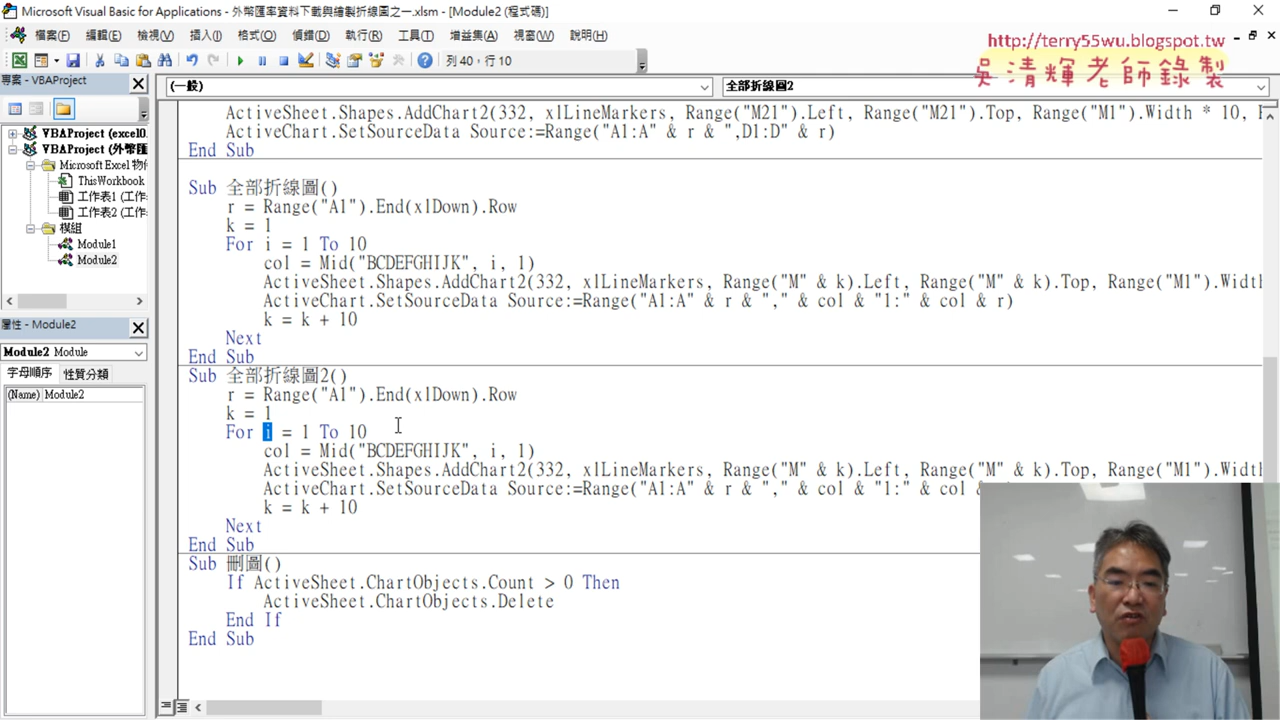 Microsoft Visual Basic for Applications - 外幣匯率資料下載與繪製折線圖之一.xlsm - [Module2 (程式碼)]
檔案(F) 編輯(E) 檢視(V) 插入(I) 格式(O) 偵錯(D) 執行(R) 工具(T) 增益集(A) 視窗(W) 說明(H)
http://terry55wu.blogspot.tw
吳清輝老師錄製
列 40, 行 10
專案 - VBAProject
(一般)
全部折線圖2
VBAProject (excel0.
VBAProject (外幣匯
Microsoft Excel 物件
ThisWorkbook
工作表1 (工作
工作表2 (工作
模組
Module1
Module2
屬性 - Module2
Module2 Module
字母順序 性質分類
(Name) Module2
ActiveSheet.Shapes.AddChart2(332, xlLineMarkers, Range("M21").Left, Range("M21").Top, Range("M1").Width * 10,
ActiveChart.SetSourceData Source:=Range("A1:A" & r & ",D1:D" & r)
End Sub
Sub 全部折線圖()
r = Range("A1").End(xlDown).Row
k = 1
For i = 1 To 10
col = Mid("BCDEFGHIJK", i, 1)
ActiveSheet.Shapes.AddChart2(332, xlLineMarkers, Range("M" & k).Left, Range("M" & k).Top, Range("M1").Width
ActiveChart.SetSourceData Source:=Range("A1:A" & r & "," & col & "1:" & col & r)
k = k + 10
Next
End Sub
Sub 全部折線圖2()
r = Range("A1").End(xlDown).Row
k = 1
For i = 1 To 10
col = Mid("BCDEFGHIJK", i, 1)
ActiveSheet.Shapes.AddChart2(332, xlLineMarkers, Range("M" & k).Left, Range("M" & k).Top, Range("M1").Width
ActiveChart.SetSourceData Source:=Range("A1:A" & r & "," & col & "1:" & col &
k = k + 10
Next
End Sub
Sub 刪圖()
If ActiveSheet.ChartObjects.Count > 0 Then
ActiveSheet.ChartObjects.Delete
End If
End Sub